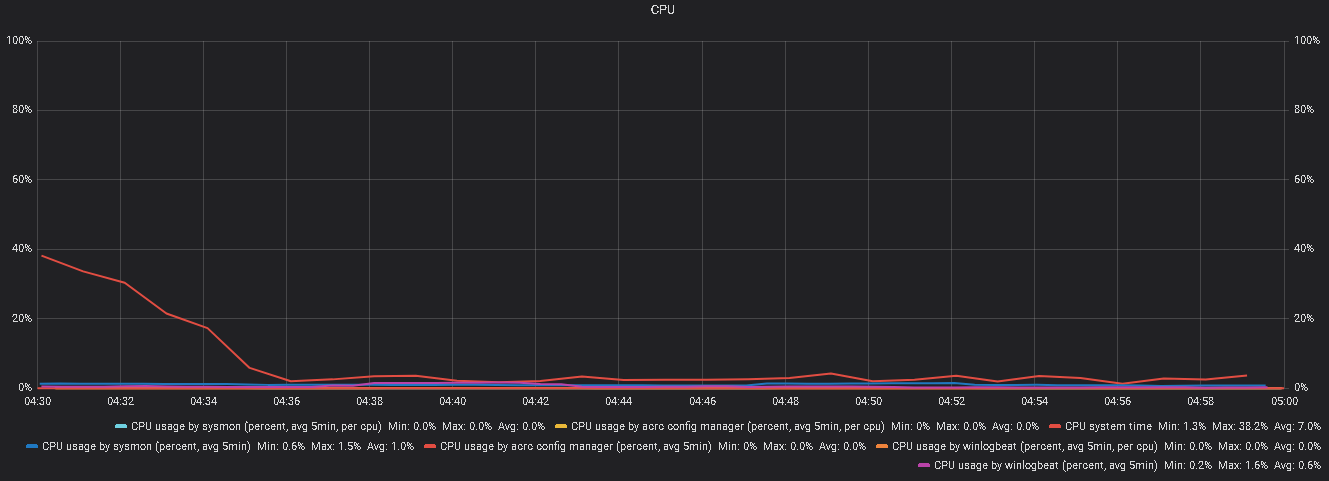 CPU
100% 100%
80% 80%
60% 60%
40% 40%
20% 20%
0% 0%
04:30 04:32 04:34 04:36 04:38 04:40 04:42 04:44 04:46 04:48 04:50 04:52 04:54 04:56 04:58 05:00
CPU usage by sysmon (percent, avg 5min, per cpu) Min: 0.0% Max: 0.0% Avg: 0.0% CPU usage by acrc config manager (percent, avg 5min, per cpu) Min: 0% Max: 0.0% Avg: 0.0% CPU system time Min: 1.3% Max: 38.2% Avg: 7.0%
CPU usage by sysmon (percent, avg 5min) Min: 0.6% Max: 1.5% Avg: 1.0% CPU usage by acrc config manager (percent, avg 5min) Min: 0% Max: 0.0% Avg: 0.0% CPU usage by winlogbeat (percent, avg 5min, per cpu) Min: 0.0% Max: 0.0% Avg: 0.0%
CPU usage by winlogbeat (percent, avg 5min) Min: 0.2% Max: 1.6% Avg: 0.6%